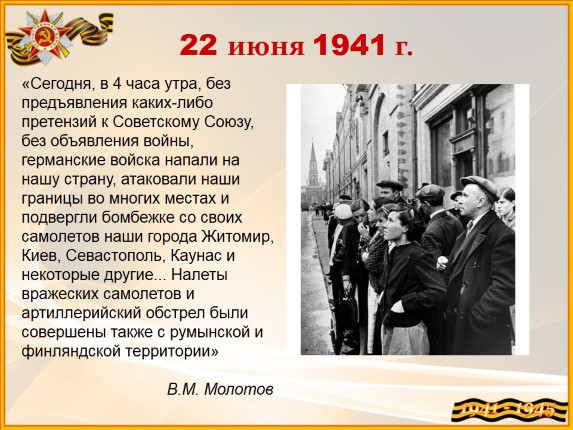 22 июня 1941 г.
«Сегодня, в 4 часа утра, без
предъявления каких-либо
претензий к Советскому Союзу,
без объявления войны,
германские войска напали на
нашу страну, атаковали наши
границы во многих местах и
подвергли бомбежке со своих
самолетов наши города Житомир,
Киев, Севастополь, Каунас и
некоторые другие... Налеты
вражеских самолетов и
артиллерийский обстрел были
совершены также с румынской и
финляндской территории»
В.М. Молотов
1941 - 1945